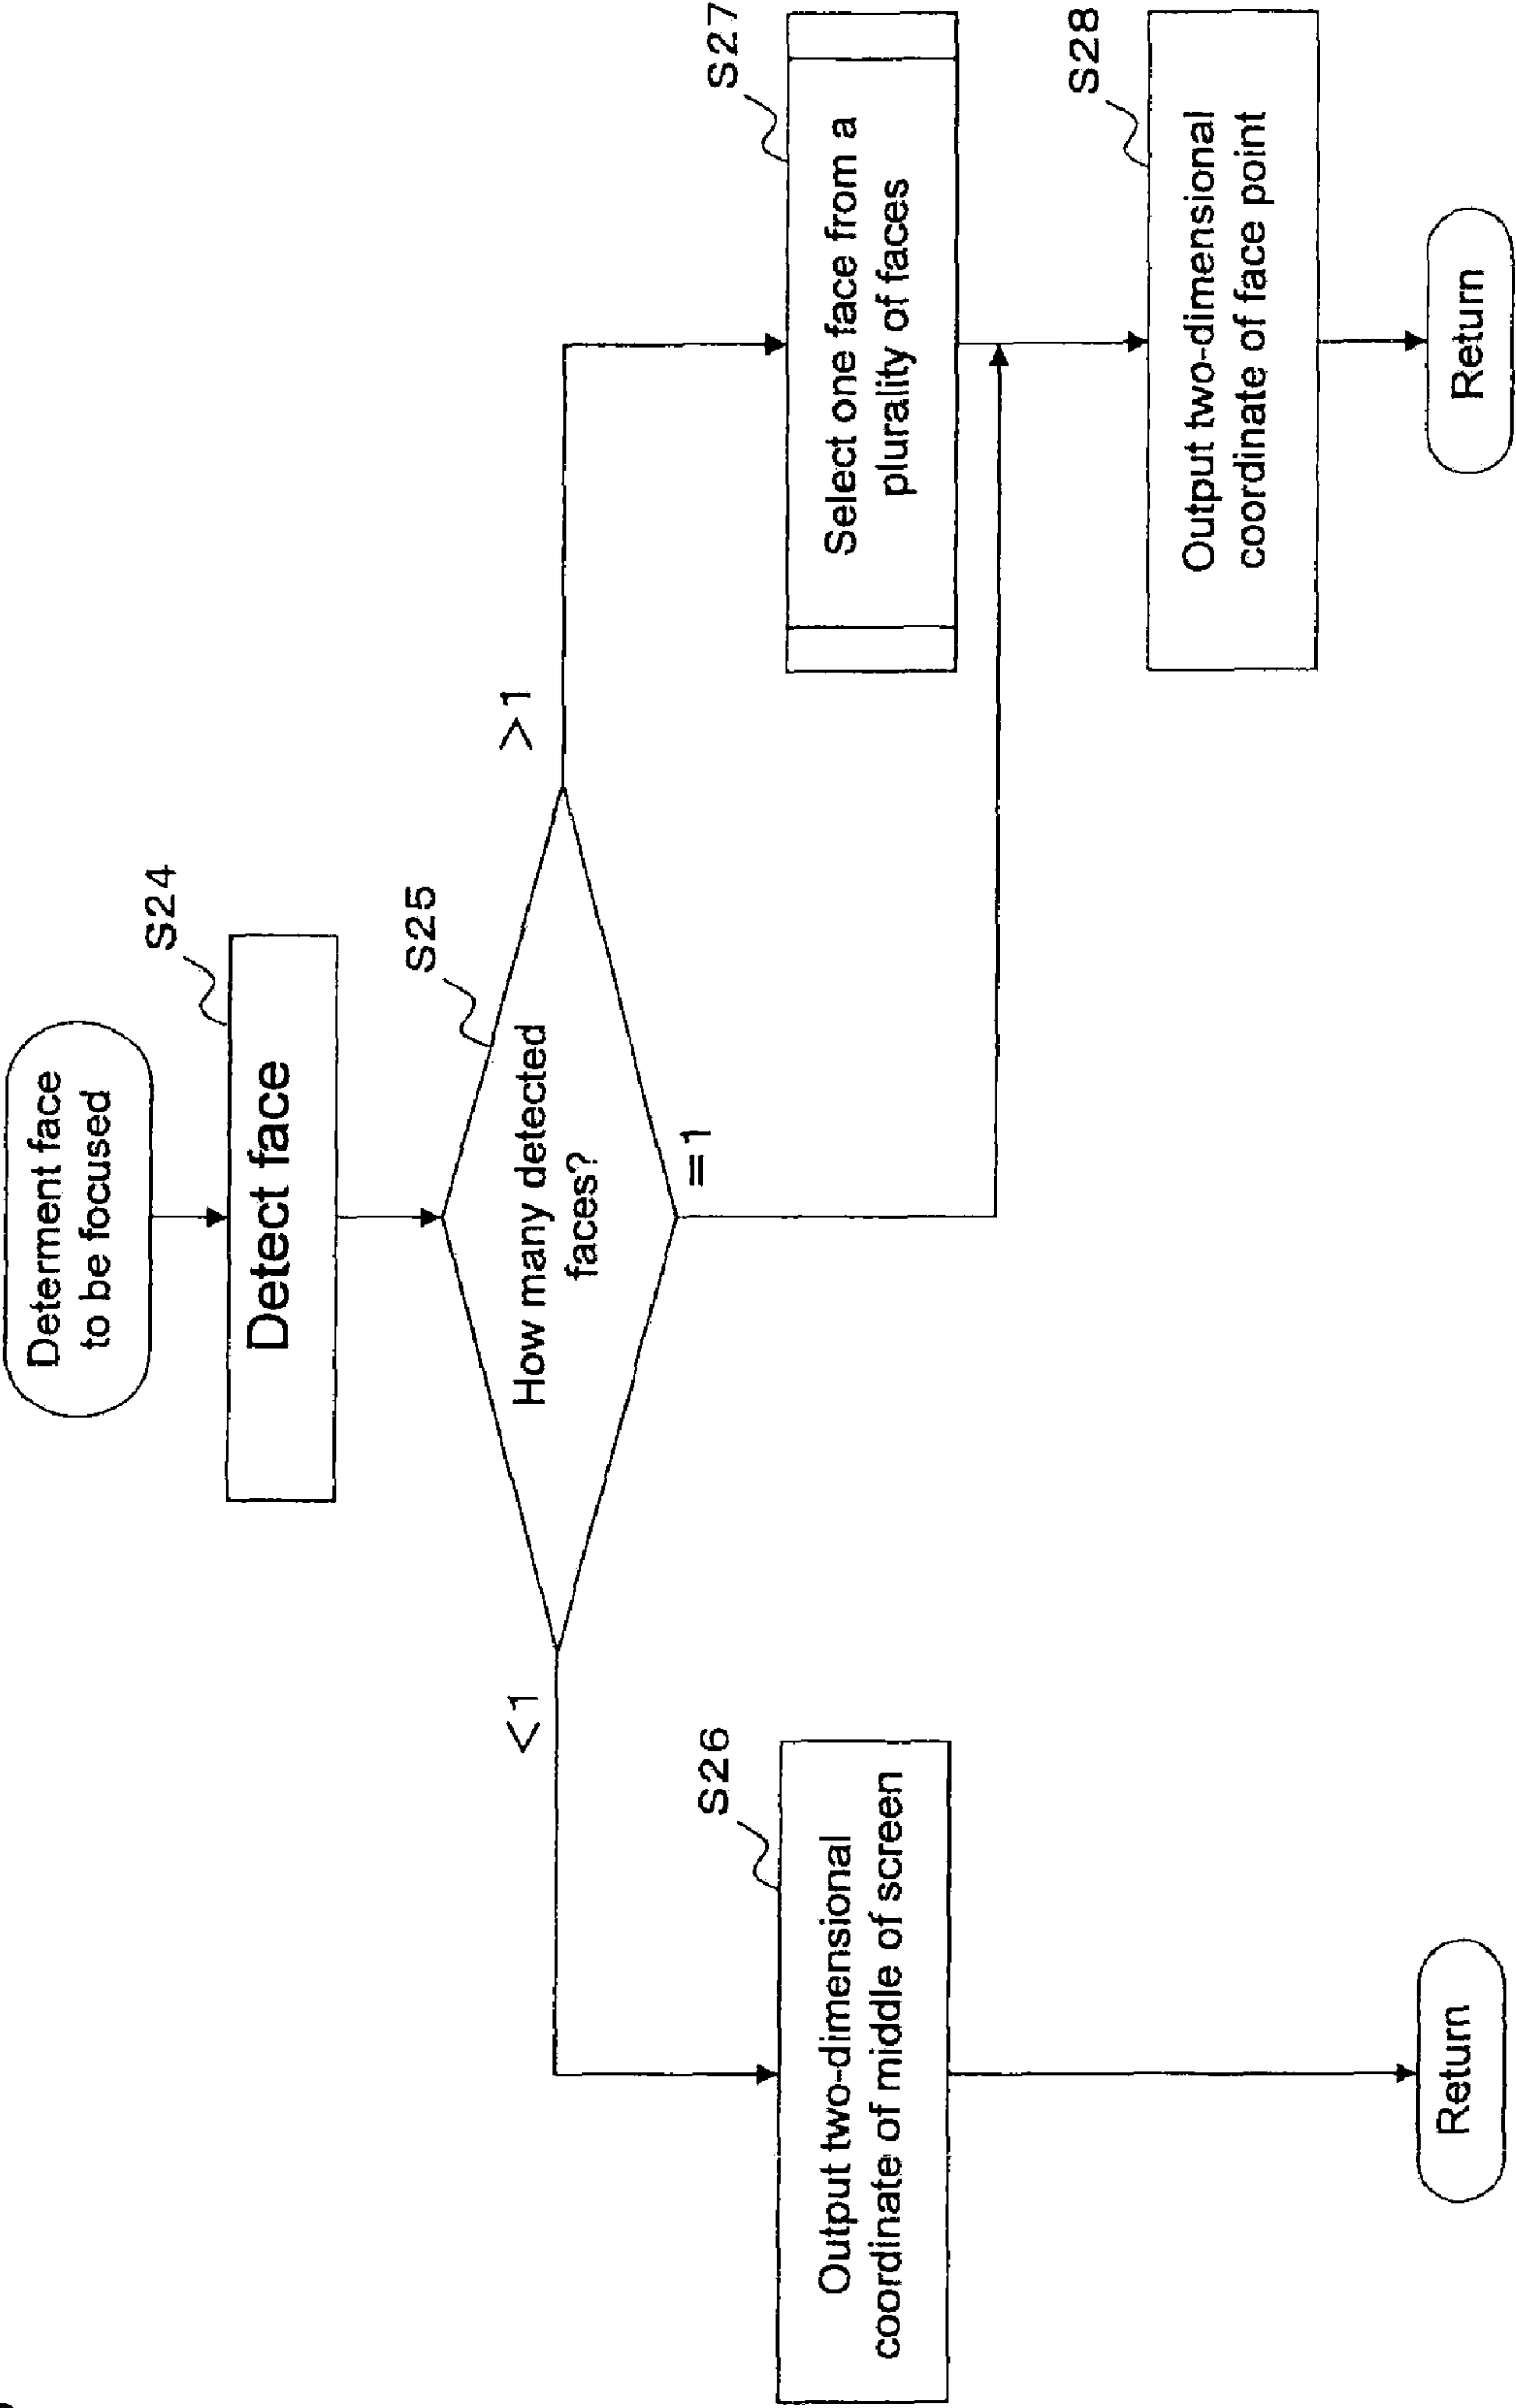 Determent face
to be focused
S24
Detect face
S25
How many detected
faces?
<1
=1
>1
S26
Output two-dimensional
coordinate of middle of screen
Return
S27
Select one face from a
plurality of faces
S28
Output two-dimensional
coordinate of face point
Return